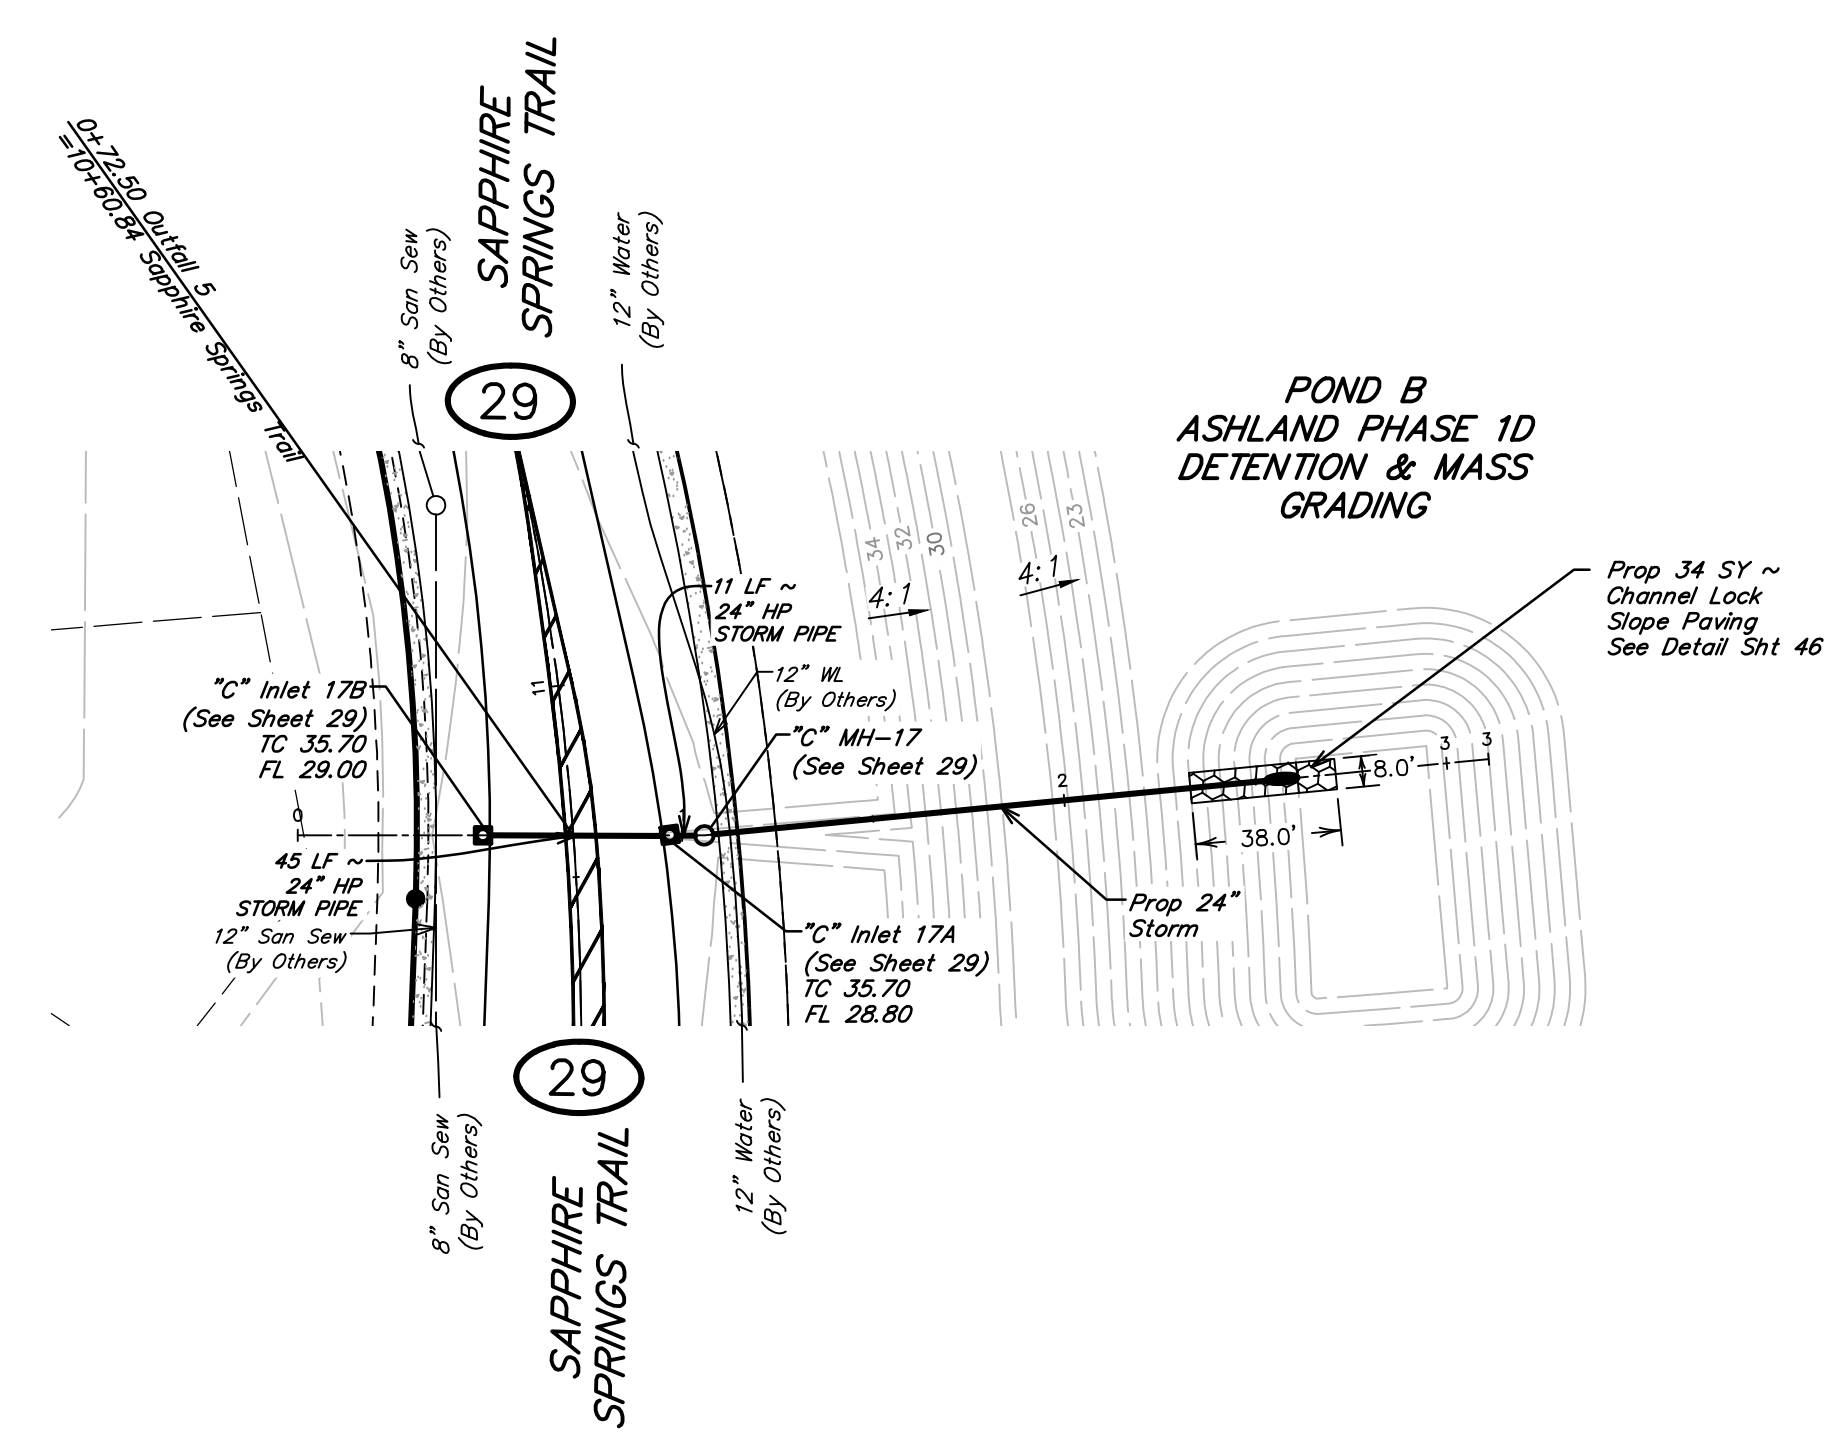 SAPPHIRE
SPRINGS TRAIL
0+72.50 Outfall 5
=10+60.84 Sapphire Springs Trail
8" San Sew
(By Others)
12" Water
(By Others)
29
POND B
ASHLAND PHASE 1D
DETENTION & MASS
GRADING
34
32
30
26
23
4:1
4:1
Prop 34 SY ~
Channel Lock
Slope Paving
See Detail Sht 46
11 LF ~
24" HP
STORM PIPE
12" WL
(By Others)
11
"C" Inlet 17B
(See Sheet 29)
TC 35.70
FL 29.00
"C" MH-17
(See Sheet 29)
0
1
2
3
3
8.0'
38.0'
45 LF ~
24" HP
STORM PIPE
12" San Sew
(By Others)
Prop 24"
Storm
"C" Inlet 17A
(See Sheet 29)
TC 35.70
FL 28.80
29
8" San Sew
(By Others)
12" Water
(By Others)
SAPPHIRE
SPRINGS TRAIL